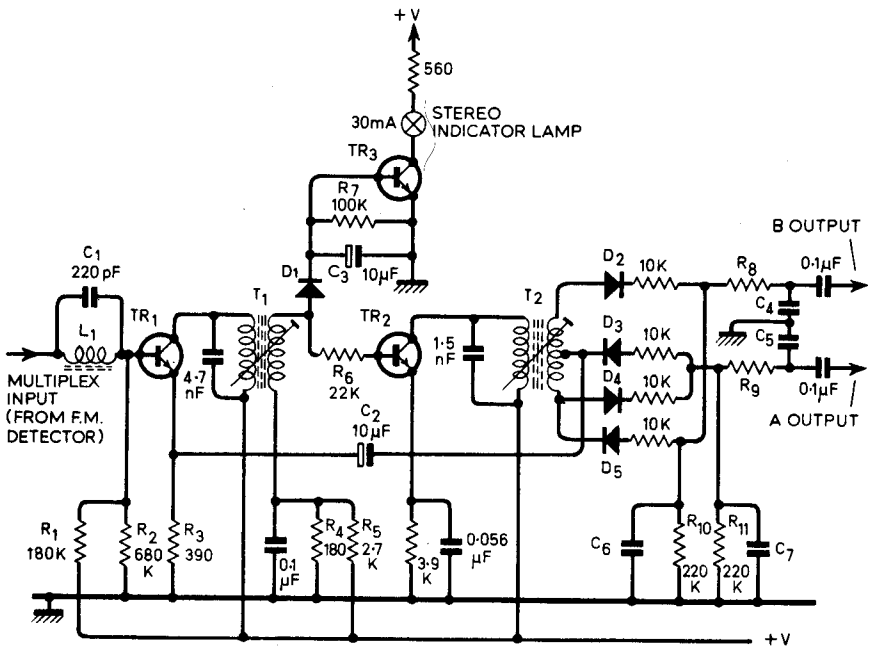 +V
560
30mA
STEREO
INDICATOR LAMP
TR3
R7
100K
C3
10µF
D1
C1
220pF
L1
TR1
T1
4.7
nF
MULTIPLEX
INPUT
(FROM F.M.
DETECTOR)
R6
22K
TR2
1.5
nF
C2
10µF
T2
D2
10K
D3
10K
D4
10K
D5
10K
R8
R9
C4
C5
0.1µF
0.1µF
B OUTPUT
A OUTPUT
R1
180K
R2
680
K
R3
390
0.1
µF
R4
180
R5
2.7
K
3.9
K
0.056
µF
C6
R10
220
K
R11
220
K
C7
+V